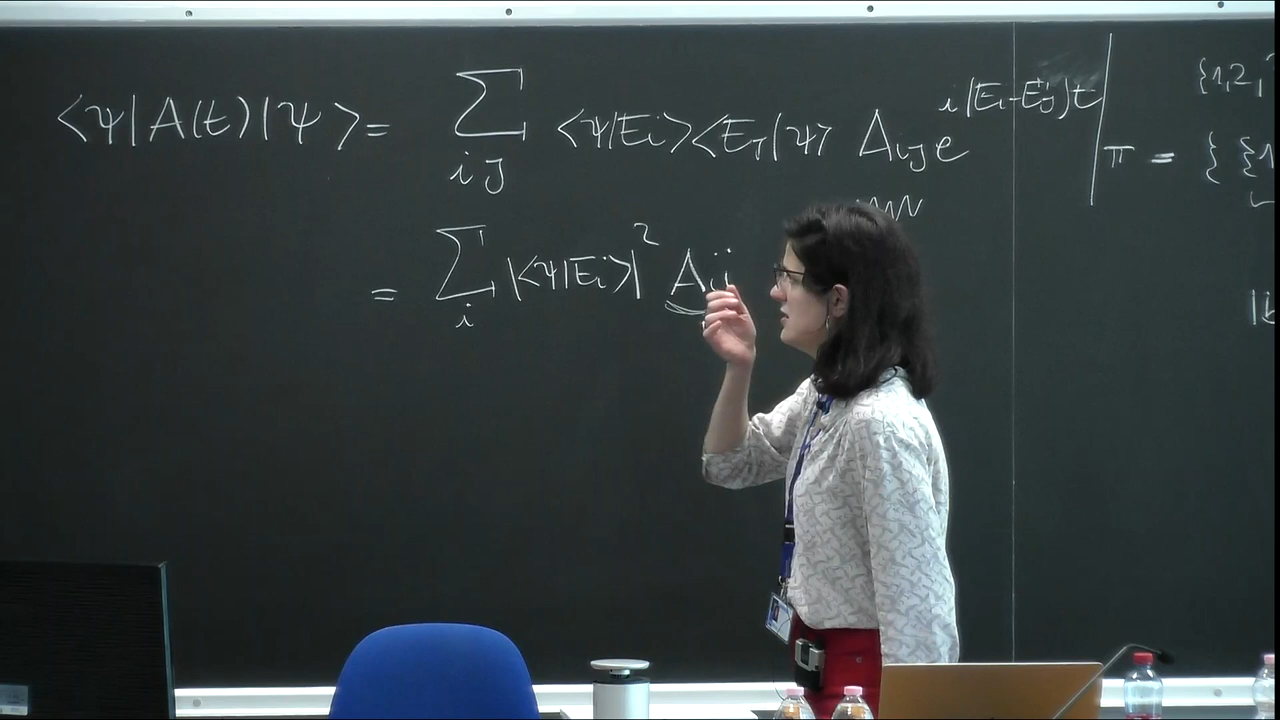 ⟨ψ|A(t)|ψ⟩ = Σ_{ij} ⟨ψ|E_i⟩⟨E_j|ψ⟩ A_{ij} e^{i(E_i-E_j)t}
= Σ_i |⟨ψ|E_i⟩|² A_{ii}
{1,2,
π = { {1